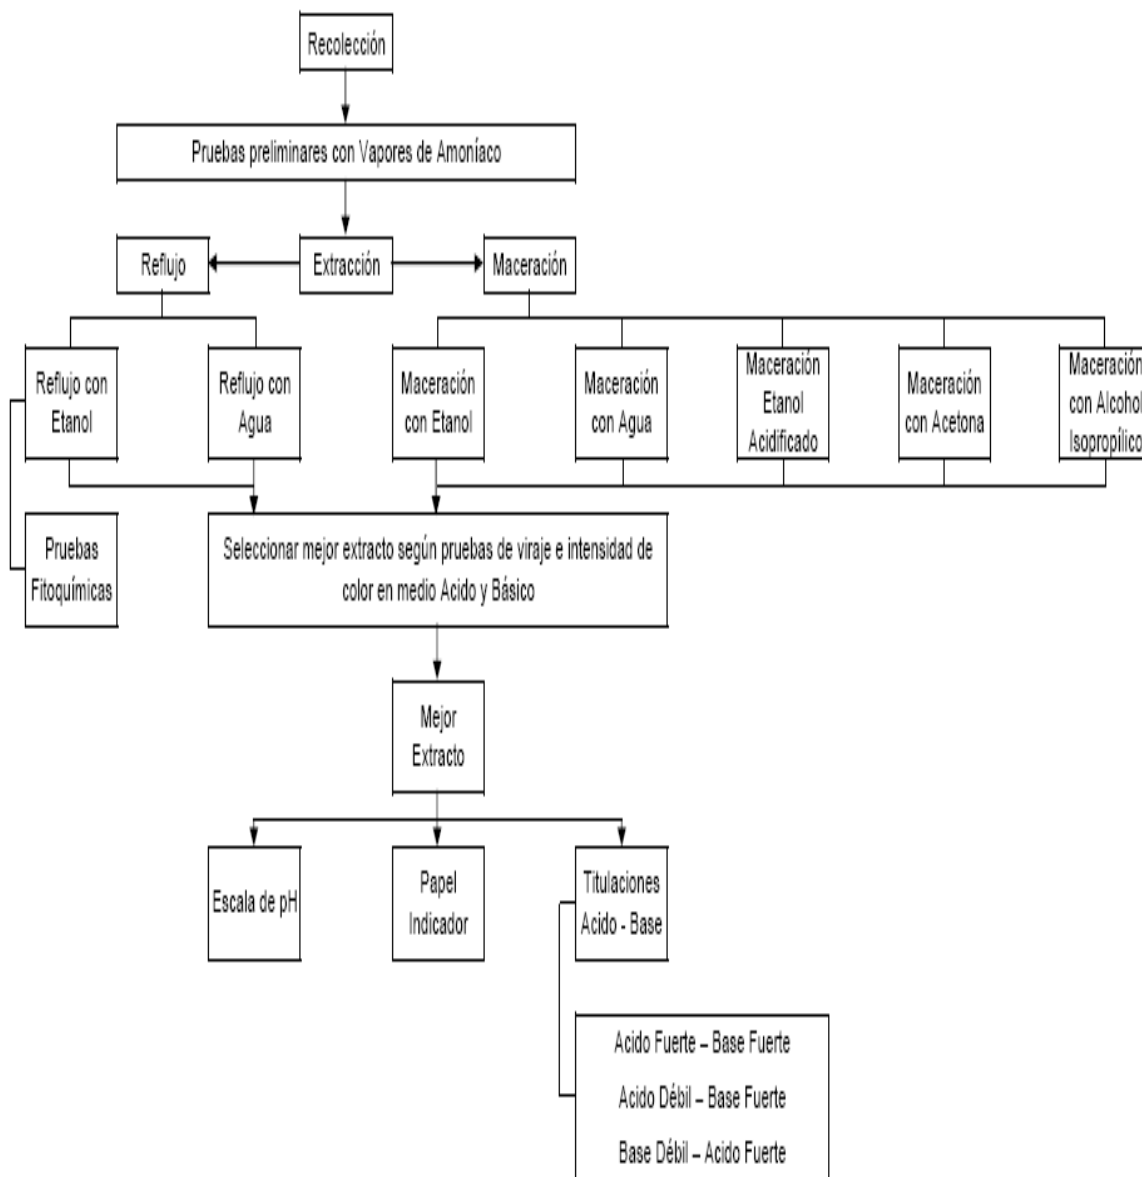 Recolección
Pruebas preliminares con Vapores de Amoníaco
Reflujo
Extracción
Maceración
Reflujo con
Etanol
Reflujo con
Agua
Maceración
con Etanol
Maceración
con Agua
Maceración
Etanol
Acidificado
Maceración
con Acetona
Maceración
con Alcohol
Isopropílico
Pruebas
Fitoquímicas
Seleccionar mejor extracto según pruebas de viraje e intensidad de
color en medio Acido y Básico
Mejor
Extracto
Escala de pH
Papel
Indicador
Titulaciones
Acido - Base
Acido Fuerte – Base Fuerte
Acido Débil – Base Fuerte
Base Débil – Acido Fuerte